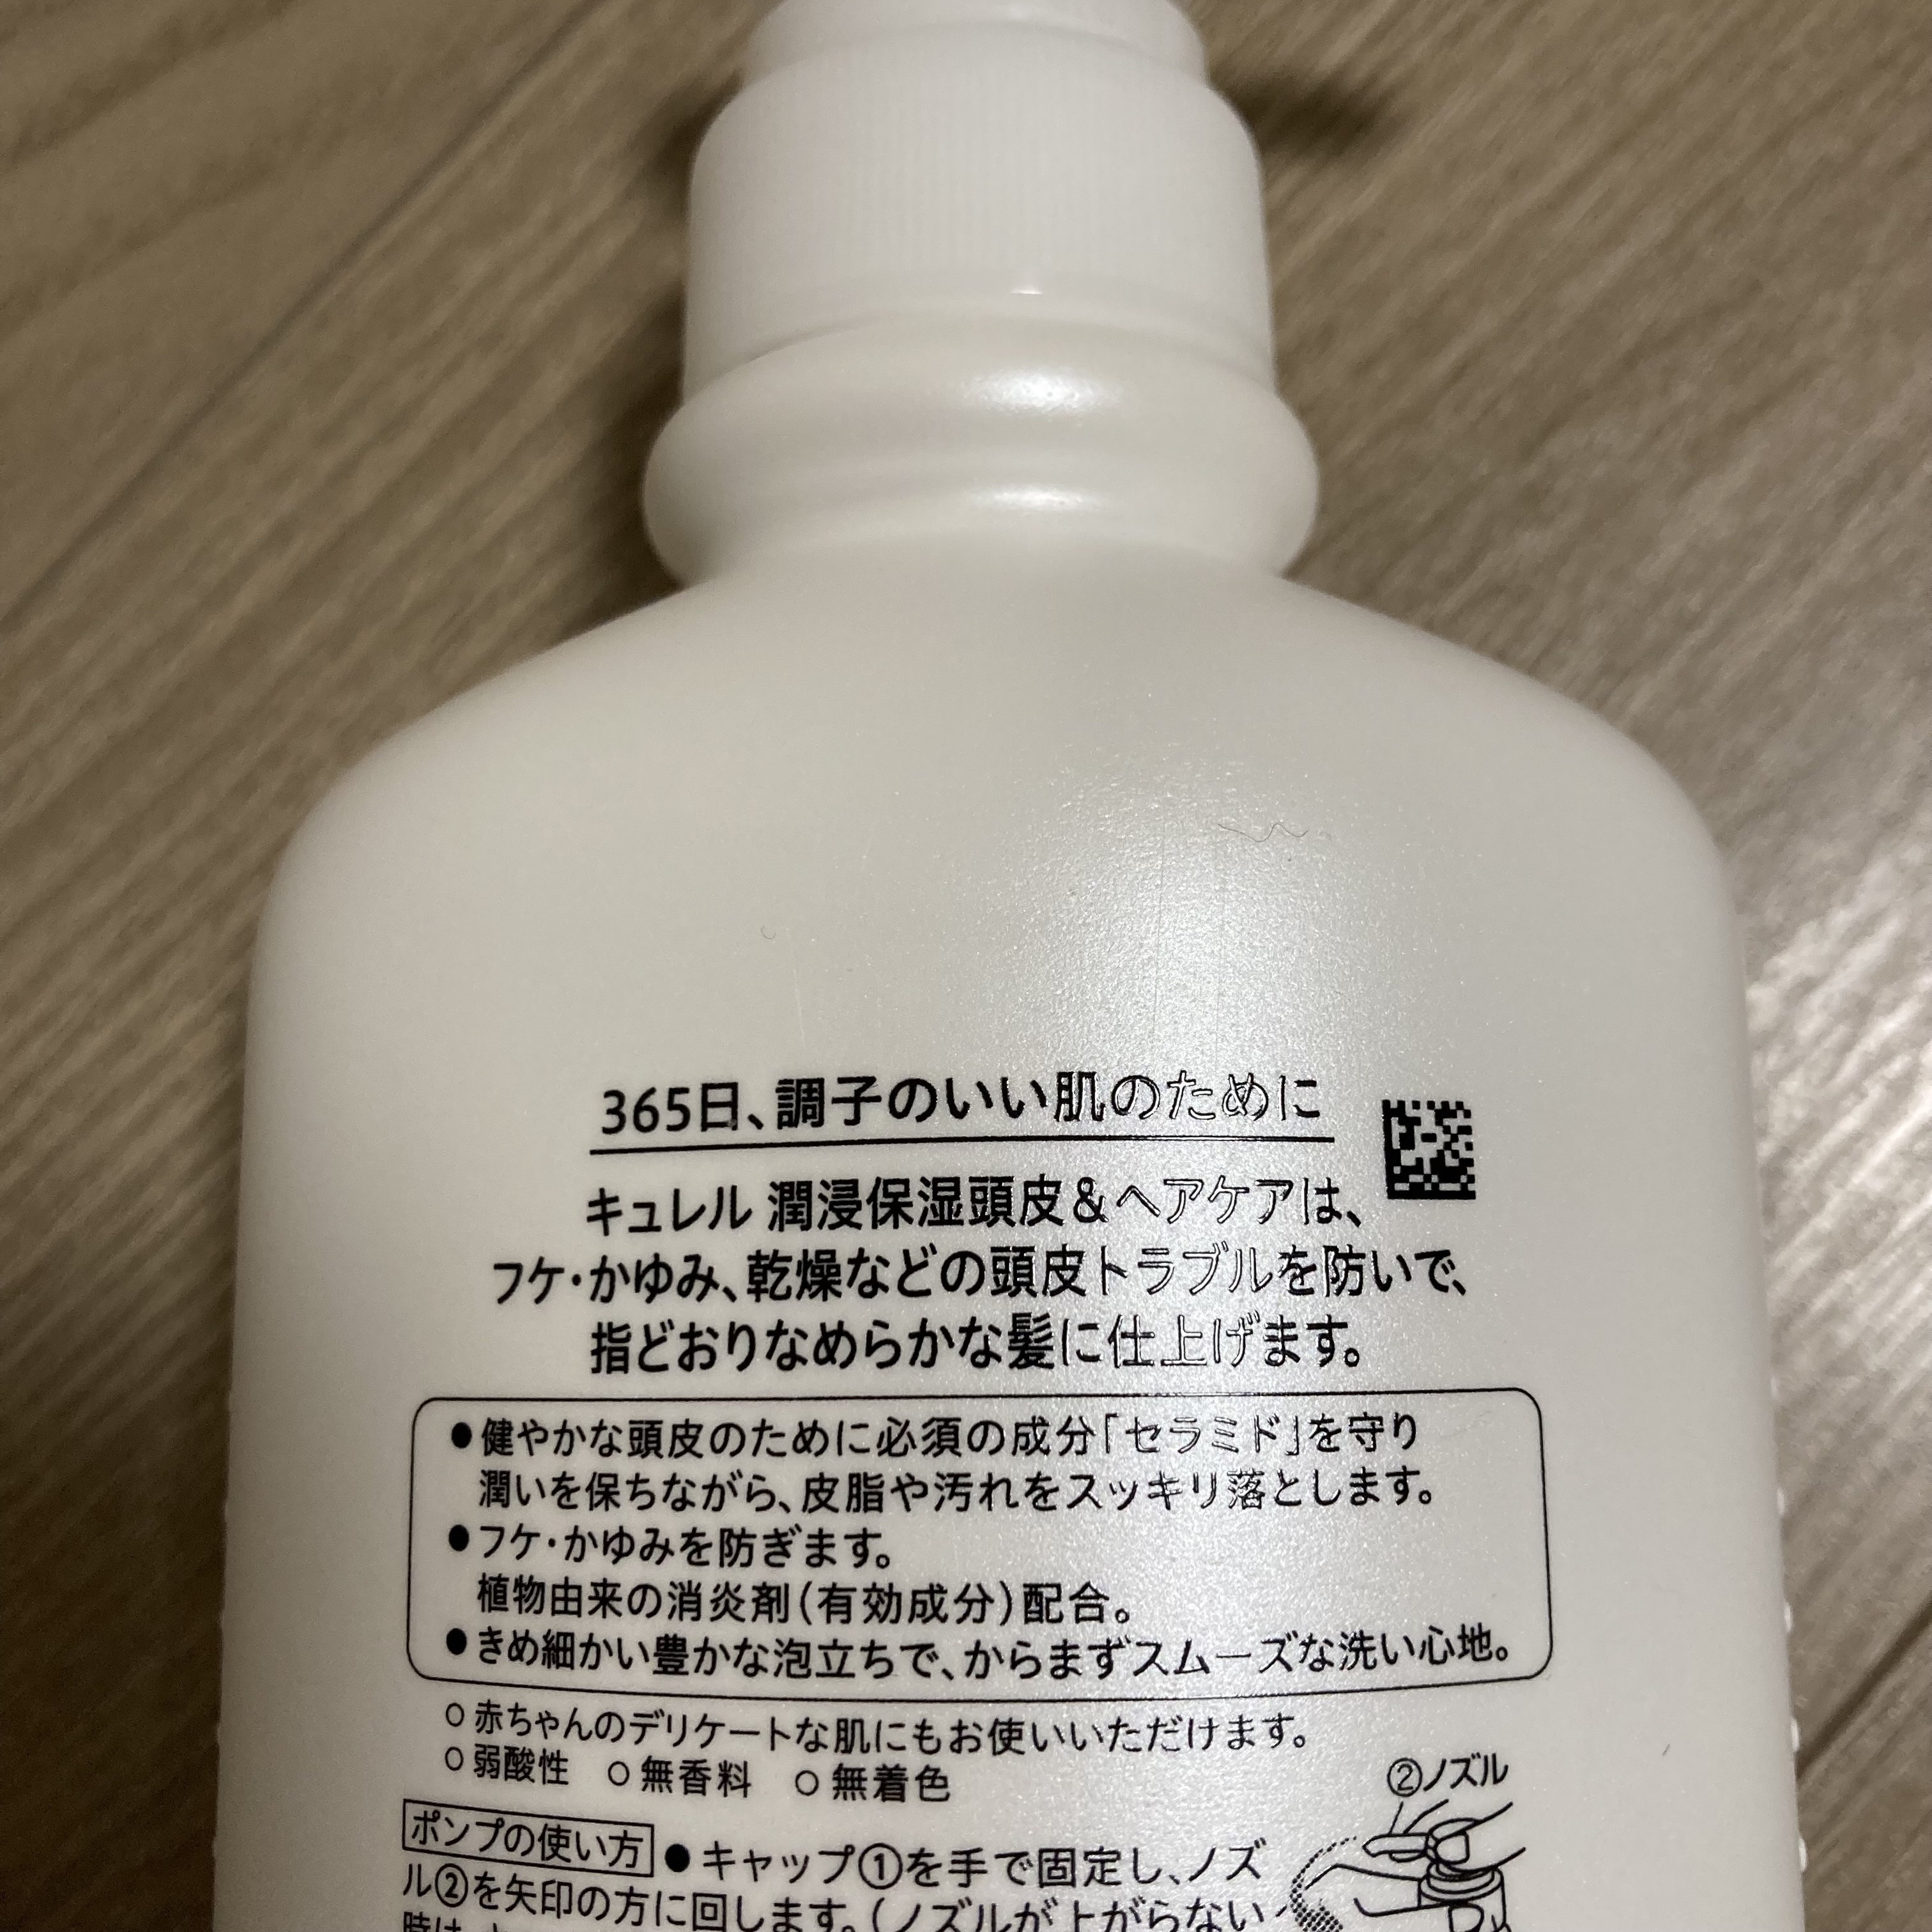 365日、調子のいい肌のために
キュレル 潤浸保湿頭皮&ヘアケアは、
フケ・かゆみ、乾燥などの頭皮トラブルを防いで、
指どおりなめらかな髪に仕上げます。
●健やかな頭皮のために必須の成分「セラミド」を守り
潤いを保ちながら、皮脂や汚れをスッキリ落とします。
●フケ・かゆみを防ぎます。
植物由来の消炎剤(有効成分)配合。
●きめ細かい豊かな泡立ちで、からまずスムーズな洗い心地。
○赤ちゃんのデリケートな肌にもお使いいただけます。
○弱酸性 ○無香料 ○無着色
②ノズル
ポンプの使い方 ●キャップ①を手で固定し、ノズ
ル②を矢印の方に回します。(ノズルが上がらない